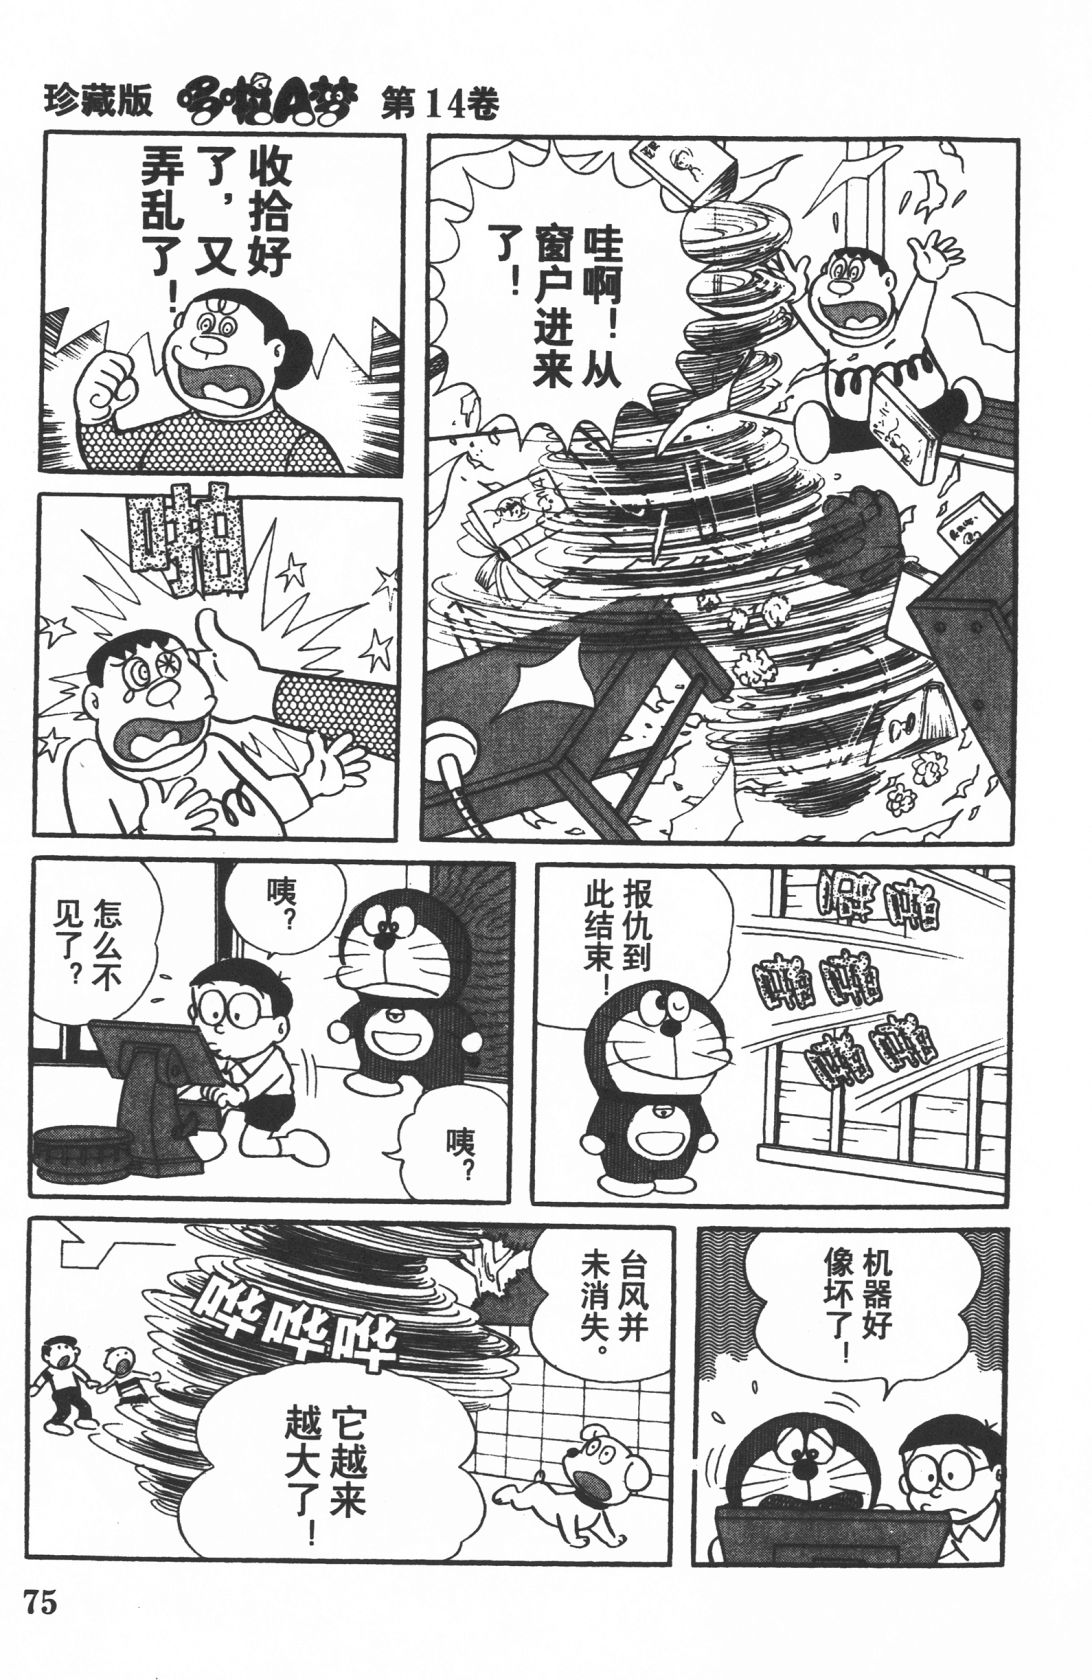 珍藏版 哆啦A梦 第14卷
哇啊！从
窗户进来
了！
收拾好
了，又
弄乱了！
啪
啪
啪
啪
啪
啪
啪
报仇到
此结束！
咦？
怎么不
见了？
咦？
机器好
像坏了！
台风并
未消失。
哗哗哗
它越来
越大了！
75